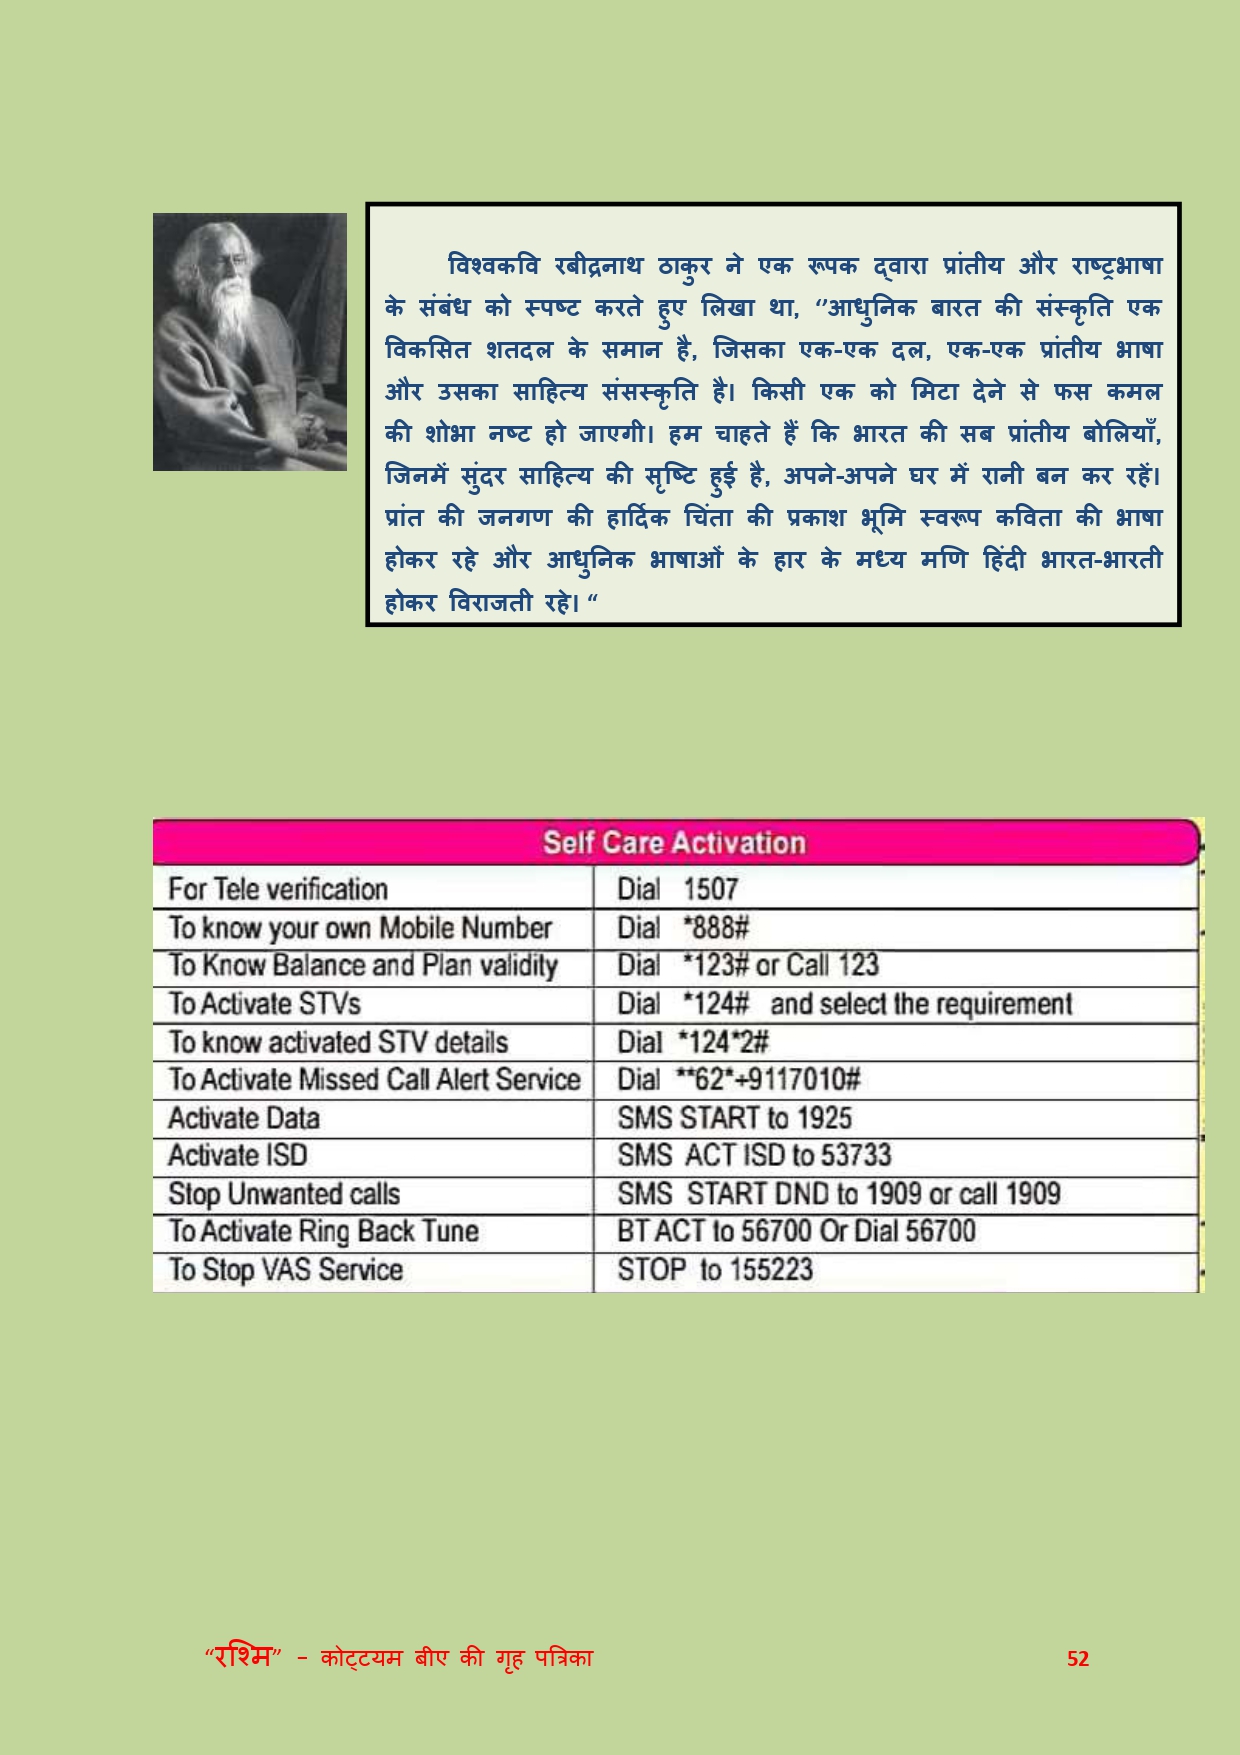 विश्वकवि रबीद्रनाथ ठाकुर ने एक रूपक द्वारा प्रांतीय और राष्ट्रभाषा
के संबंध को स्पष्ट करते हुए लिखा था, ‘’आधुनिक बारत की संस्कृति एक
विकसित शतदल के समान है, जिसका एक-एक दल, एक-एक प्रांतीय भाषा
और उसका साहित्य संसस्कृति है। किसी एक को मिटा देने से फस कमल
की शोभा नष्ट हो जाएगी। हम चाहते हैं कि भारत की सब प्रांतीय बोलियाँ,
जिनमें सुंदर साहित्य की सृष्टि हुई है, अपने-अपने घर में रानी बन कर रहें।
प्रांत की जनगण की हार्दिक चिंता की प्रकाश भूमि स्वरूप कविता की भाषा
होकर रहे और आधुनिक भाषाओं के हार के मध्य मणि हिंदी भारत-भारती
होकर विराजती रहे। “
Self Care Activation
For Tele verification Dial 1507
To know your own Mobile Number Dial *888#
To Know Balance and Plan validity Dial *123# or Call 123
To Activate STVs Dial *124# and select the requirement
To know activated STV details Dial *124*2#
To Activate Missed Call Alert Service Dial **62*+9117010#
Activate Data SMS START to 1925
Activate ISD SMS ACT ISD to 53733
Stop Unwanted calls SMS START DND to 1909 or call 1909
To Activate Ring Back Tune BT ACT to 56700 Or Dial 56700
To Stop VAS Service STOP to 155223
“रश्मि” – कोट्टयम बीए की गृह पत्रिका 52